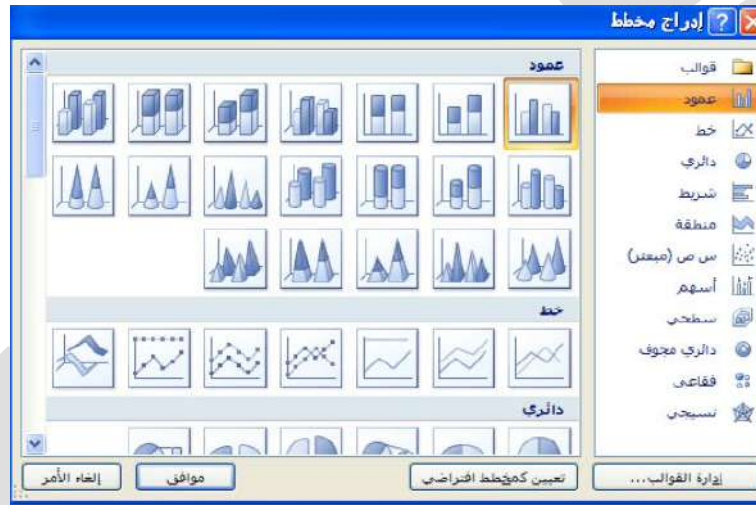 إدراج مخطط
قوالب
عمود
خط
دائري
شريط
منطقة
س ص (مبعثر)
أسهم
سطحي
دائري مجوف
فقاعي
نسيجي
عمود
خط
دائري
إدارة القوالب...
تعيين كمخطط افتراضي
موافق
إلغاء الأمر